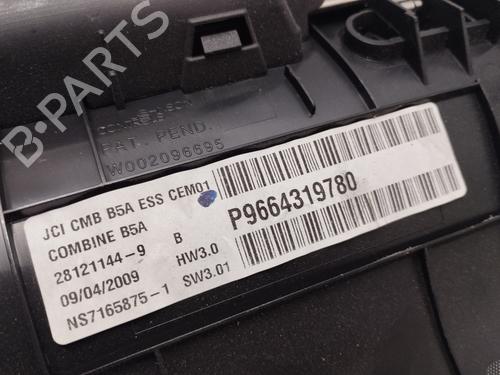 CONTROLS
PAT. PEND.
W002096695
JCI CMB B5A ESS CEM01
COMBINE B5A
28121144-9 B
09/04/2009 HW3.0
NS7165875-1 SW3.01
P9664319780
B-PARTS